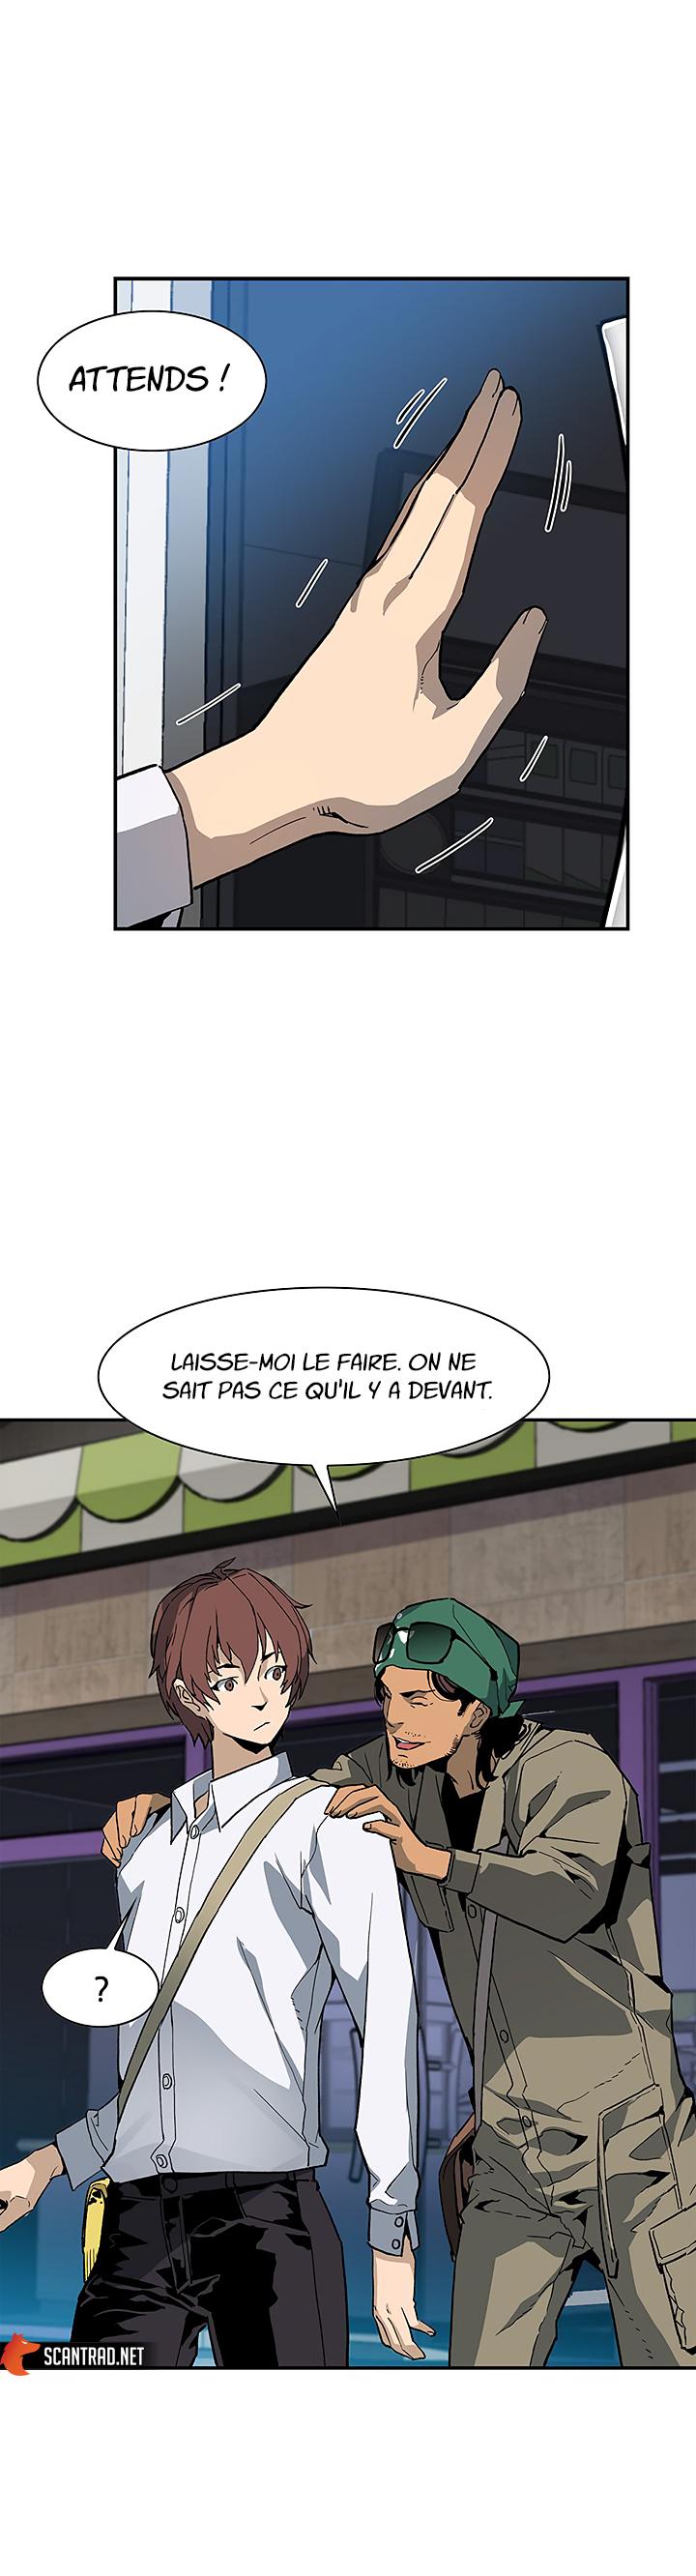 ATTENDS !
LAISSE-MOI LE FAIRE. ON NE
SAIT PAS CE QU'IL Y A DEVANT.
?
SCANTRAD.NET